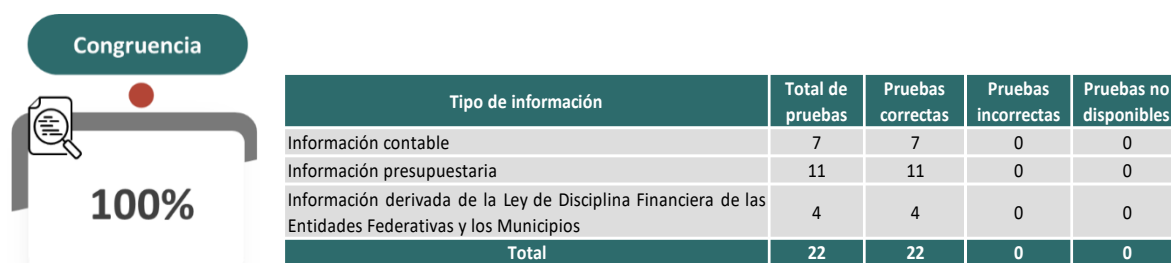 Congruencia
100%
Tipo de información Total de pruebas Pruebas correctas Pruebas incorrectas Pruebas no disponibles
Información contable 7 7 0 0
Información presupuestaria 11 11 0 0
Información derivada de la Ley de Disciplina Financiera de las
Entidades Federativas y los Municipios 4 4 0 0
Total 22 22 0 0